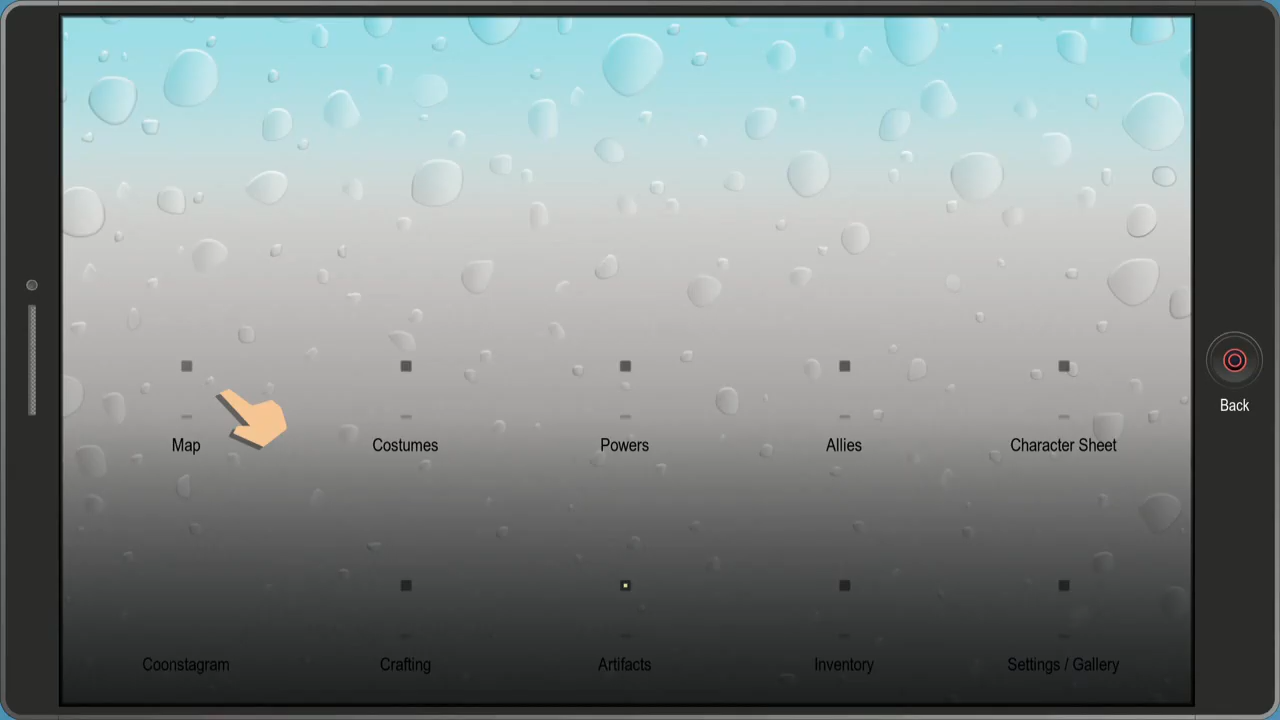 Back
Map
Costumes
Powers
Allies
Character Sheet
Coonstagram
Crafting
Artifacts
Inventory
Settings / Gallery